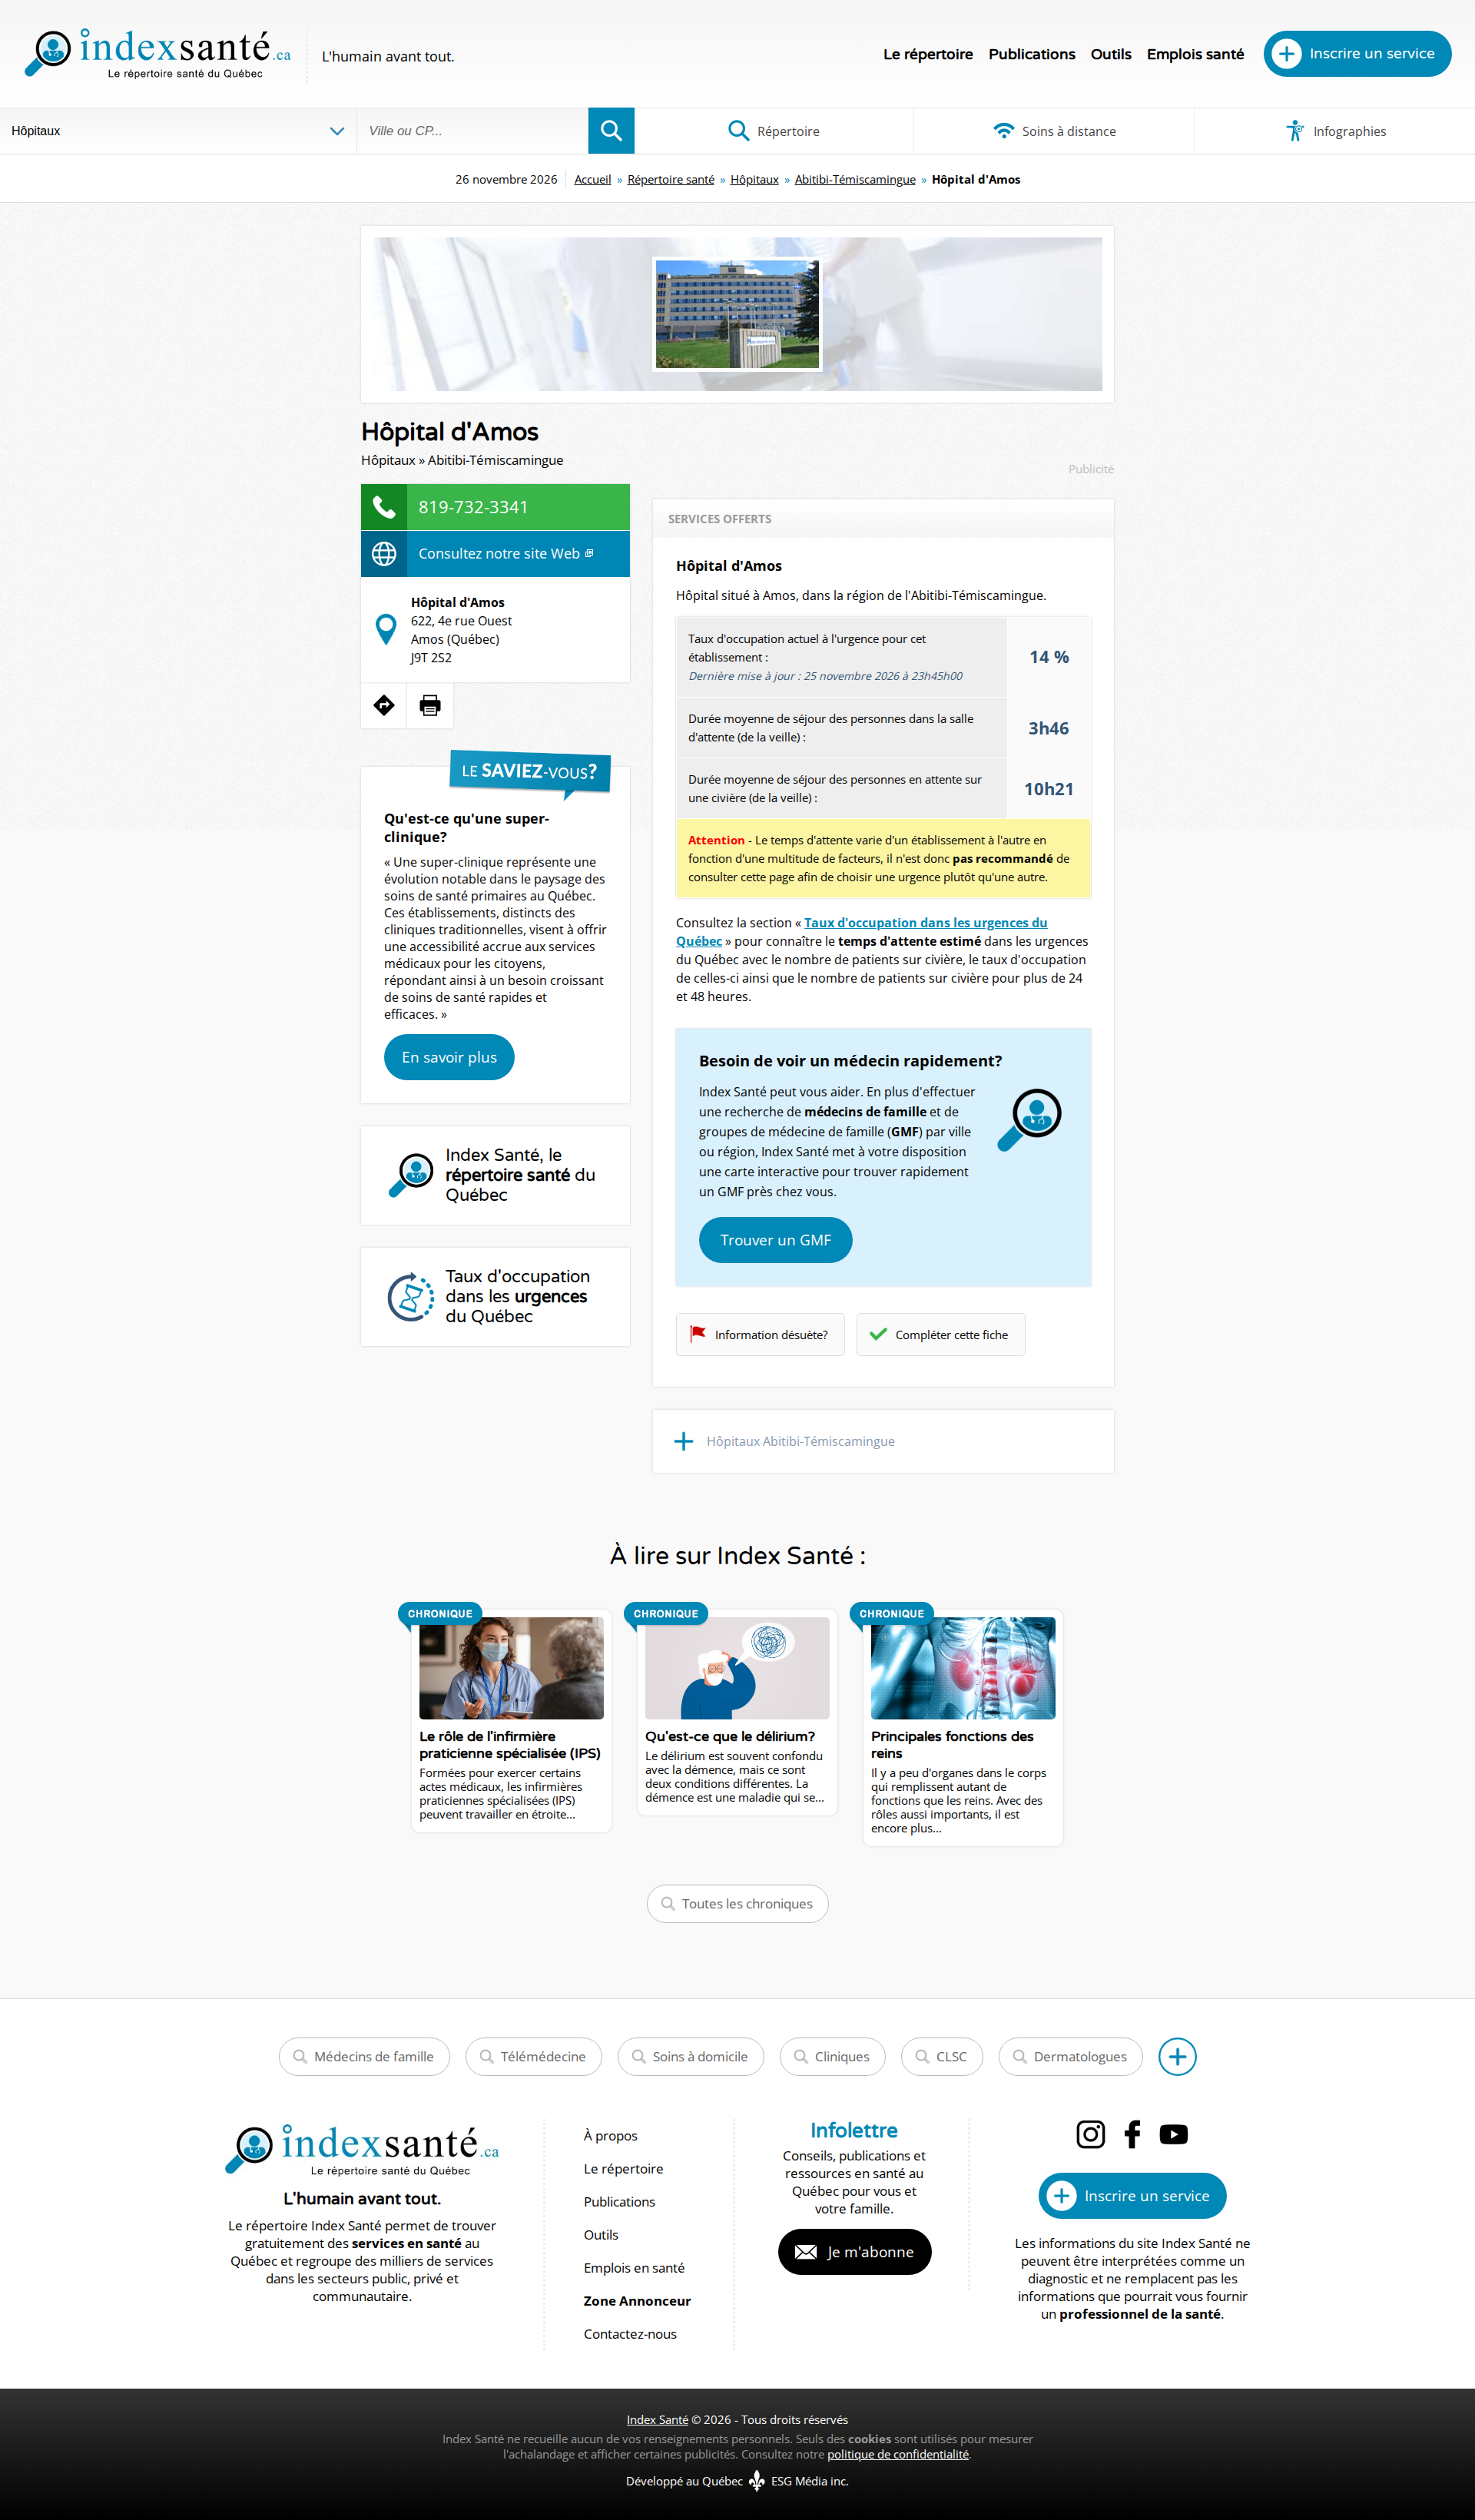 indexsanté.ca
Le répertoire santé du Québec
L'humain avant tout.
Le répertoire
Publications
Outils
Emplois santé
Inscrire un service
Hôpitaux
Ville ou CP...
Répertoire
Soins à distance
Infographies
26 novembre 2026
Accueil » Répertoire santé » Hôpitaux » Abitibi-Témiscamingue » Hôpital d'Amos
Hôpital d'Amos
Hôpitaux » Abitibi-Témiscamingue
Publicité
819-732-3341
Consultez notre site Web
Hôpital d'Amos
622, 4e rue Ouest
Amos (Québec)
J9T 2S2
LE SAVIEZ-VOUS?
Qu'est-ce qu'une super-
clinique?
« Une super-clinique représente une
évolution notable dans le paysage des
soins de santé primaires au Québec.
Ces établissements, distincts des
cliniques traditionnelles, visent à offrir
une accessibilité accrue aux services
médicaux pour les citoyens,
répondant ainsi à un besoin croissant
de soins de santé rapides et
efficaces. »
En savoir plus
Index Santé, le
répertoire santé du
Québec
Taux d'occupation
dans les urgences
du Québec
SERVICES OFFERTS
Hôpital d'Amos
Hôpital situé à Amos, dans la région de l'Abitibi-Témiscamingue.
Taux d'occupation actuel à l'urgence pour cet
établissement :
Dernière mise à jour : 25 novembre 2026 à 23h45h00
14 %
Durée moyenne de séjour des personnes dans la salle
d'attente (de la veille) :
3h46
Durée moyenne de séjour des personnes en attente sur
une civière (de la veille) :
10h21
Attention - Le temps d'attente varie d'un établissement à l'autre en
fonction d'une multitude de facteurs, il n'est donc pas recommandé de
consulter cette page afin de choisir une urgence plutôt qu'une autre.
Consultez la section « Taux d'occupation dans les urgences du
Québec » pour connaître le temps d'attente estimé dans les urgences
du Québec avec le nombre de patients sur civière, le taux d'occupation
de celles-ci ainsi que le nombre de patients sur civière pour plus de 24
et 48 heures.
Besoin de voir un médecin rapidement?
Index Santé peut vous aider. En plus d'effectuer
une recherche de médecins de famille et de
groupes de médecine de famille (GMF) par ville
ou région, Index Santé met à votre disposition
une carte interactive pour trouver rapidement
un GMF près chez vous.
Trouver un GMF
Information désuète?
Compléter cette fiche
Hôpitaux Abitibi-Témiscamingue
À lire sur Index Santé :
CHRONIQUE
Le rôle de l'infirmière
praticienne spécialisée (IPS)
Formées pour exercer certains
actes médicaux, les infirmières
praticiennes spécialisées (IPS)
peuvent travailler en étroite...
CHRONIQUE
Qu'est-ce que le délirium?
Le délirium est souvent confondu
avec la démence, mais ce sont
deux conditions différentes. La
démence est une maladie qui se...
CHRONIQUE
Principales fonctions des
reins
Il y a peu d'organes dans le corps
qui remplissent autant de
fonctions que les reins. Avec des
rôles aussi importants, il est
encore plus...
Toutes les chroniques
Médecins de famille
Télémédecine
Soins à domicile
Cliniques
CLSC
Dermatologues
indexsanté.ca
Le répertoire santé du Québec
L'humain avant tout.
Le répertoire Index Santé permet de trouver
gratuitement des services en santé au
Québec et regroupe des milliers de services
dans les secteurs public, privé et
communautaire.
À propos
Le répertoire
Publications
Outils
Emplois en santé
Zone Annonceur
Contactez-nous
Infolettre
Conseils, publications et
ressources en santé au
Québec pour vous et
votre famille.
Je m'abonne
Inscrire un service
Les informations du site Index Santé ne
peuvent être interprétées comme un
diagnostic et ne remplacent pas les
informations que pourrait vous fournir
un professionnel de la santé.
Index Santé © 2026 - Tous droits réservés
Index Santé ne recueille aucun de vos renseignements personnels. Seuls des cookies sont utilisés pour mesurer
l'achalandage et afficher certaines publicités. Consultez notre politique de confidentialité.
Développé au Québec ESG Média inc.